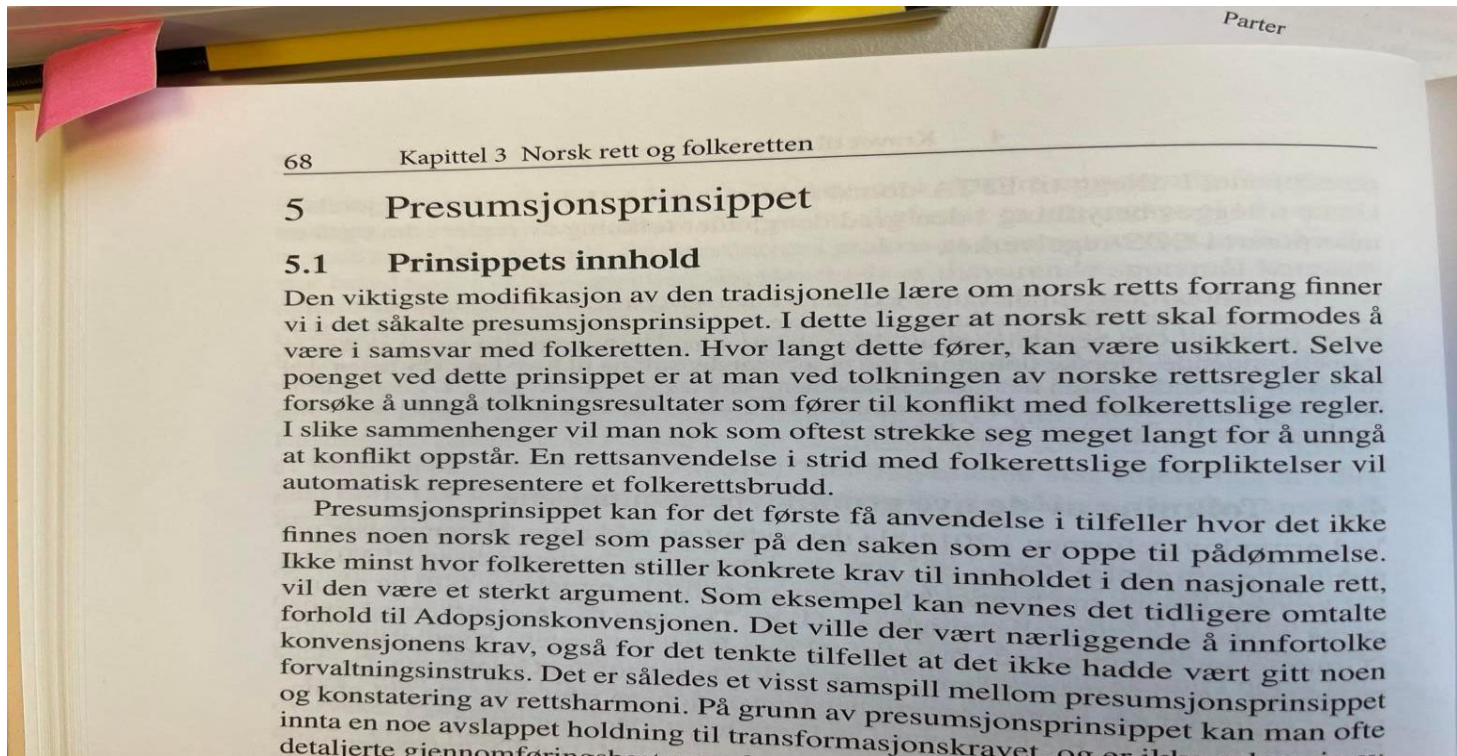 Parter
68 Kapittel 3 Norsk rett og folkeretten
5 Presumsjonsprinsippet
5.1 Prinsippets innhold
Den viktigste modifikasjon av den tradisjonelle lære om norsk retts forrang finner
vi i det såkalte presumsjonsprinsippet. I dette ligger at norsk rett skal formodes å
være i samsvar med folkeretten. Hvor langt dette fører, kan være usikkert. Selve
poenget ved dette prinsippet er at man ved tolkningen av norske rettsregler skal
forsøke å unngå tolkningsresultater som fører til konflikt med folkerettslige regler.
I slike sammenhenger vil man nok som oftest strekke seg meget langt for å unngå
at konflikt oppstår. En rettsanvendelse i strid med folkerettslige forpliktelser vil
automatisk representere et folkerettsbrudd.
Presumsjonsprinsippet kan for det første få anvendelse i tilfeller hvor det ikke
finnes noen norsk regel som passer på den saken som er oppe til pådømmelse.
Ikke minst hvor folkeretten stiller konkrete krav til innholdet i den nasjonale rett,
vil den være et sterkt argument. Som eksempel kan nevnes det tidligere omtalte
forhold til Adopsjonskonvensjonen. Det ville der vært nærliggende å innfortolke
konvensjonens krav, også for det tenkte tilfellet at det ikke hadde vært gitt noen
forvaltningsinstruks. Det er således et visst samspill mellom presumsjonsprinsippet
og konstatering av rettsharmoni. På grunn av presumsjonsprinsippet kan man ofte
innta en noe avslappet holdning til transformasjonskravet, og er ikke
detaljerte